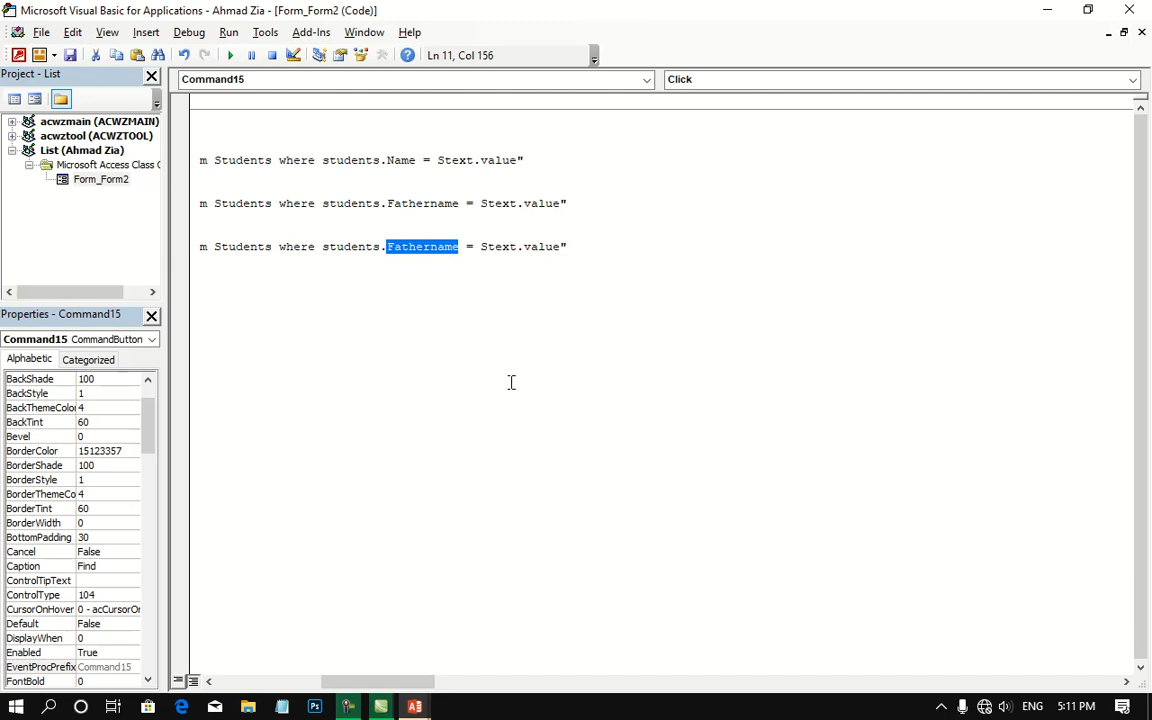 Microsoft Visual Basic for Applications - Ahmad Zia - [Form_Form2 (Code)]
File Edit View Insert Debug Run Tools Add-Ins Window Help
Ln 11, Col 156
Project - List
Command15
Click
acwzmain (ACWZMAIN)
acwztool (ACWZTOOL)
List (Ahmad Zia)
Microsoft Access Class O
Form_Form2
m Students where students.Name = Stext.value"
m Students where students.Fathername = Stext.value"
m Students where students.Fathername = Stext.value"
Properties - Command15
Command15 CommandButton
Alphabetic Categorized
BackShade 100
BackStyle 1
BackThemeColor 4
BackTint 60
Bevel 0
BorderColor 15123357
BorderShade 100
BorderStyle 1
BorderThemeCo 4
BorderTint 60
BorderWidth 0
BottomPadding 30
Cancel False
Caption Find
ControlTipText
ControlType 104
CursorOnHover 0 - acCursorOn
Default False
DisplayWhen 0
Enabled True
EventProcPrefix Command15
FontBold 0
ENG 5:11 PM